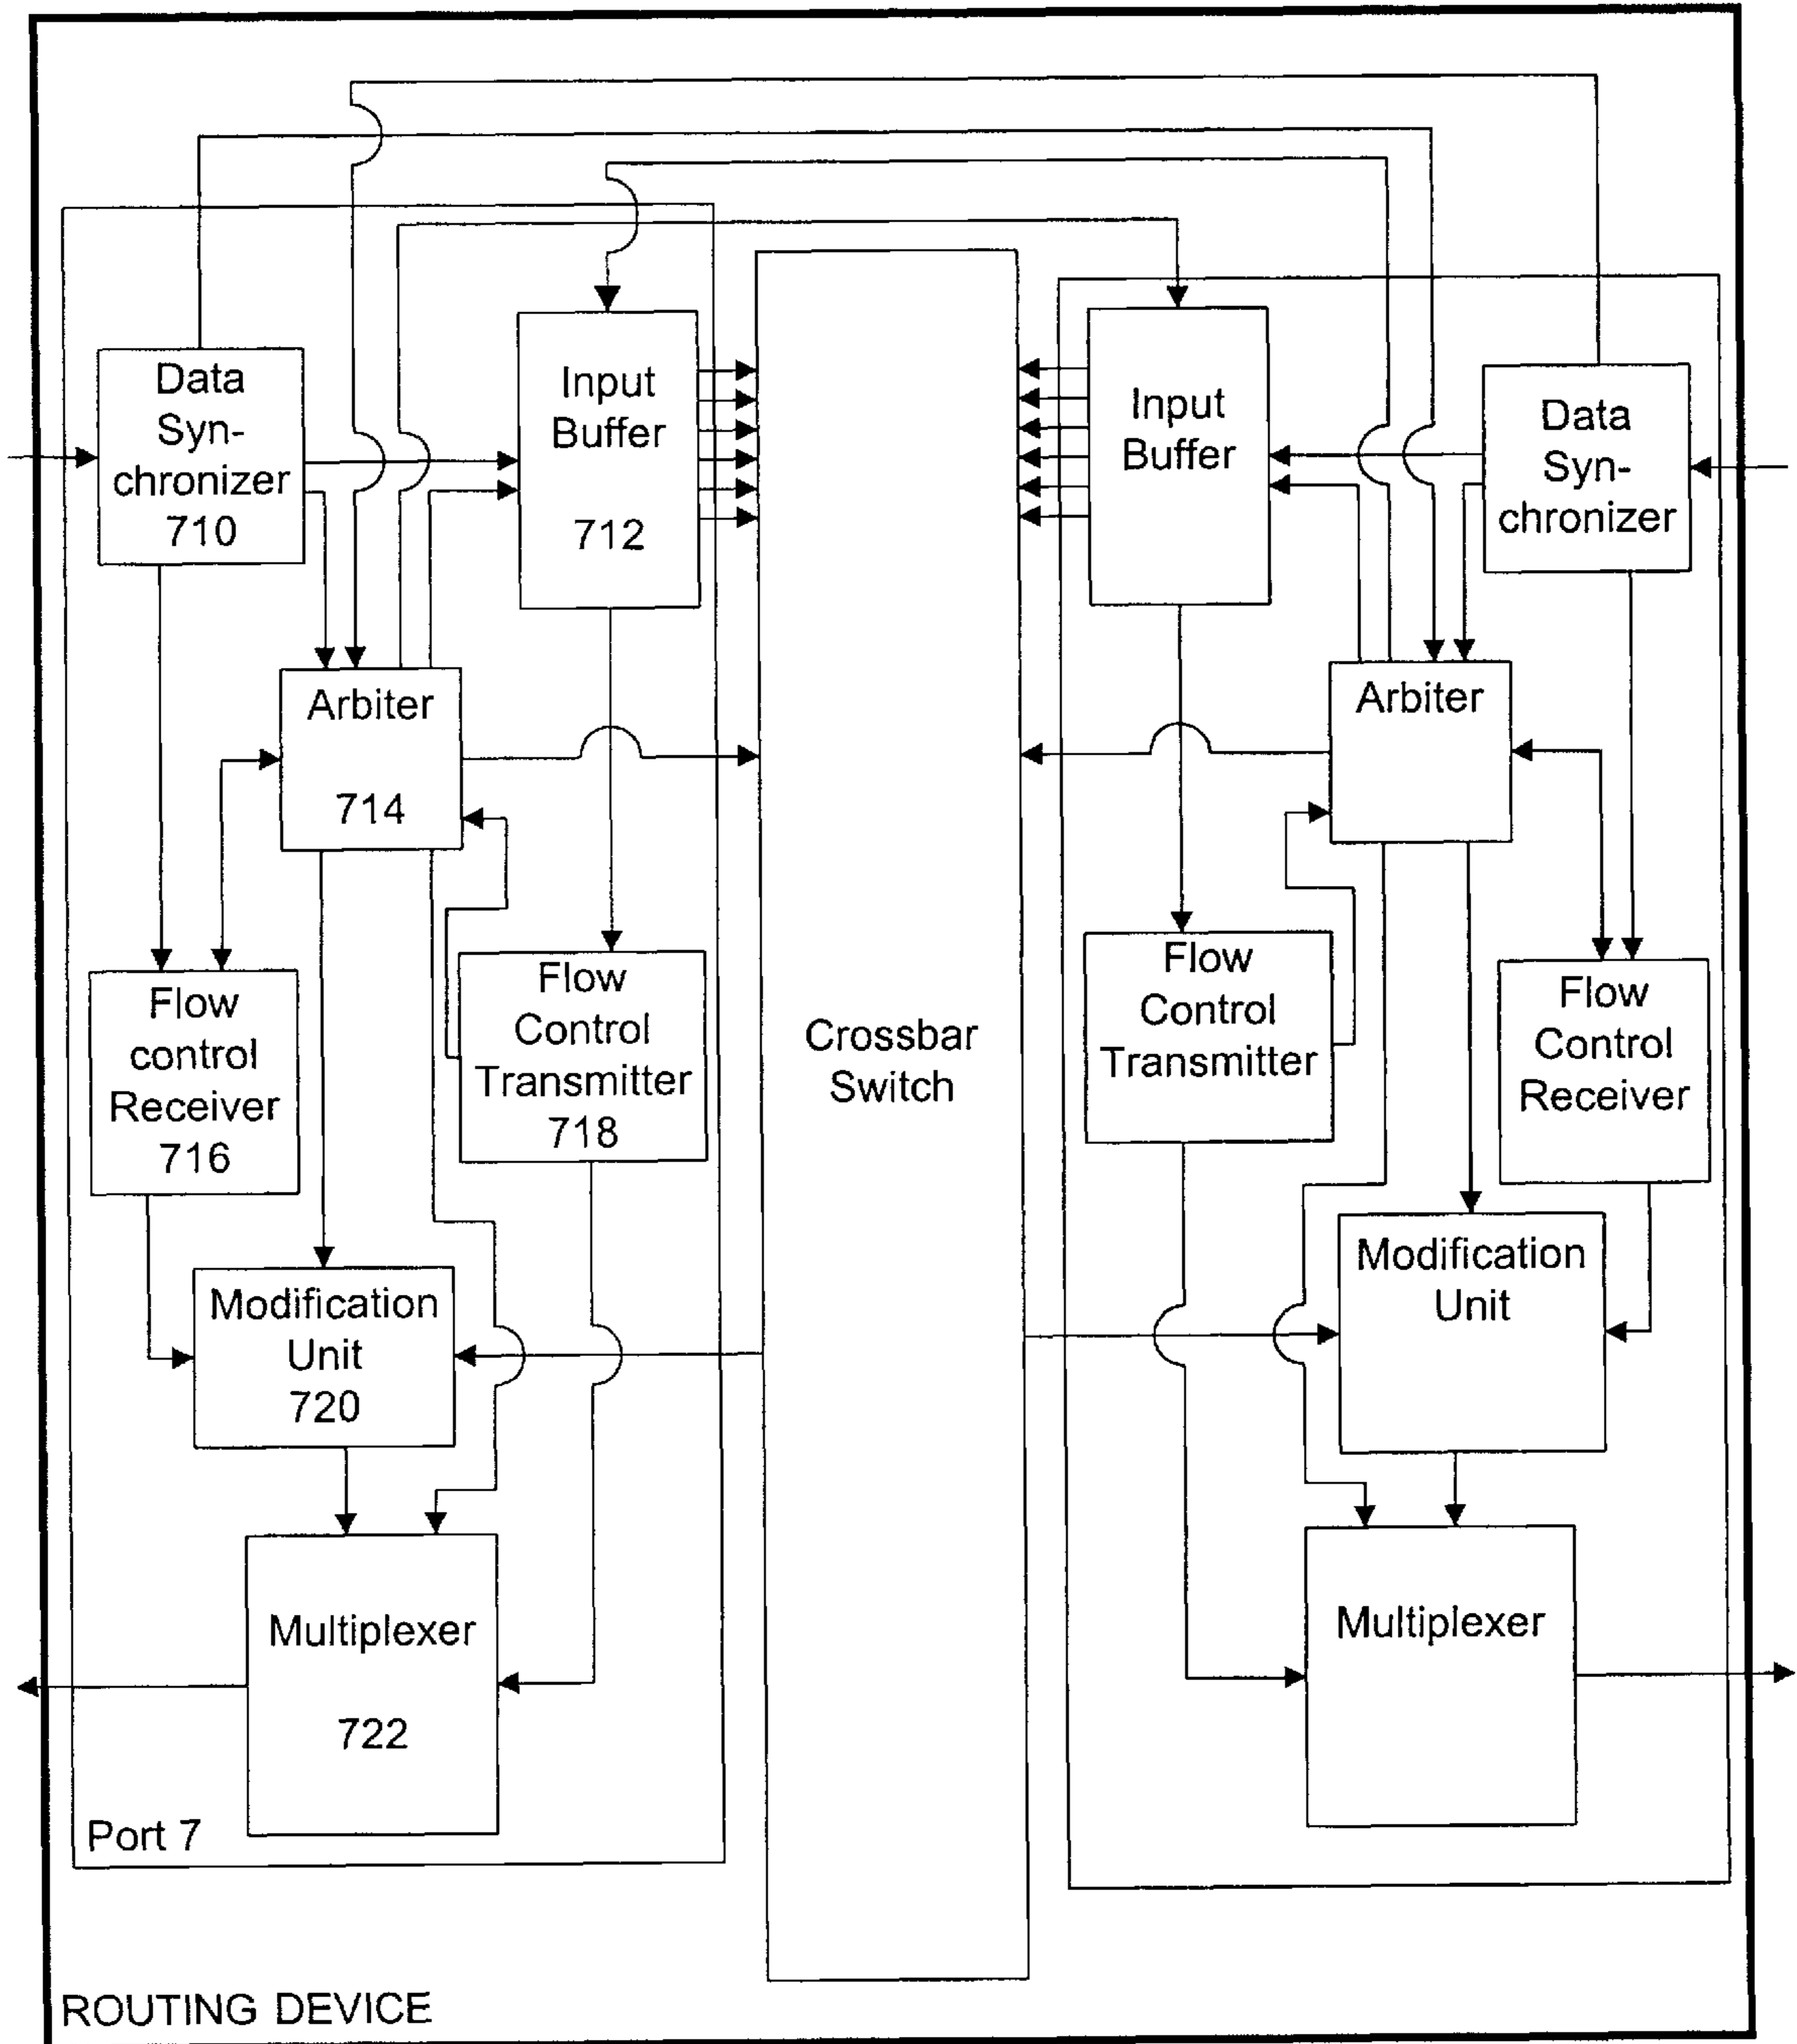 Data
Syn-
chronizer
710
Input
Buffer
712
Arbiter
714
Flow
control
Receiver
716
Flow
Control
Transmitter
718
Modification
Unit
720
Multiplexer
722
Port 7
Crossbar
Switch
Input
Buffer
Data
Syn-
chronizer
Arbiter
Flow
Control
Transmitter
Flow
Control
Receiver
Modification
Unit
Multiplexer
ROUTING DEVICE